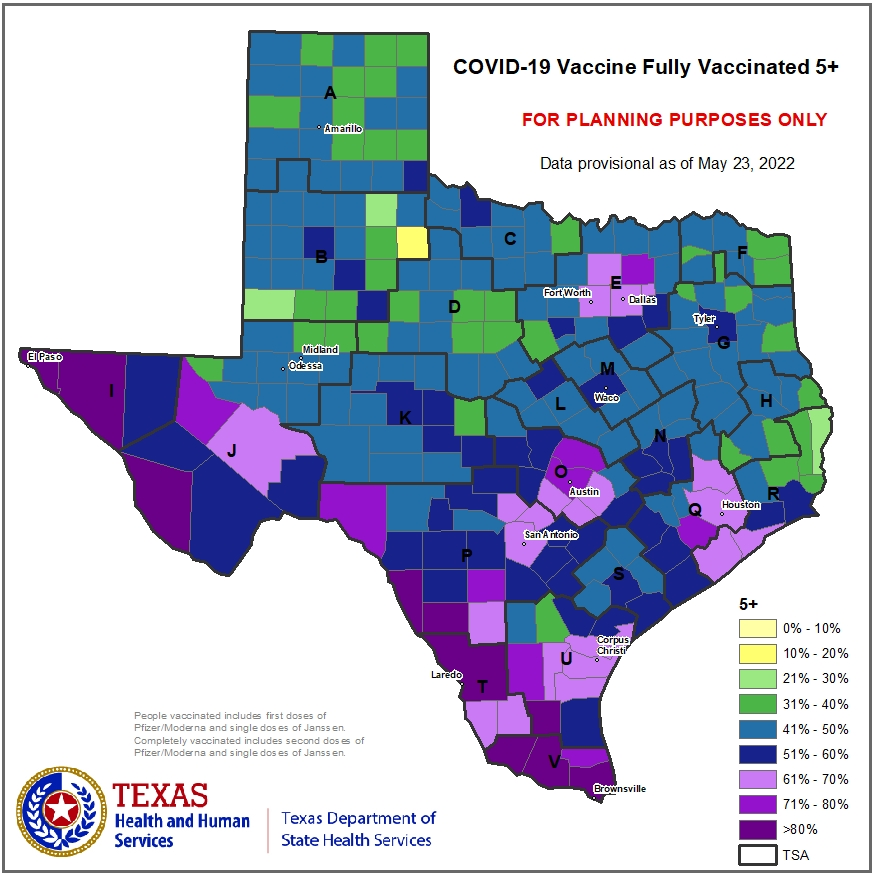 COVID-19 Vaccine Fully Vaccinated 5+
FOR PLANNING PURPOSES ONLY
Data provisional as of May 23, 2022
A
Amarillo
B
C
D
E
Fort Worth
Dallas
F
Tyler
G
El Paso
I
Midland
Odessa
J
K
L
M
Waco
N
H
O
Austin
Q
Houston
R
San Antonio
P
S
Corpus
Christi
U
Laredo
T
V
Brownsville
5+
0% - 10%
10% - 20%
21% - 30%
31% - 40%
41% - 50%
51% - 60%
61% - 70%
71% - 80%
>80%
TSA
People vaccinated includes first doses of
Pfizer/Moderna and single doses of Janssen.
Completely vaccinated includes second doses of
Pfizer/Moderna and single doses of Janssen.
TEXAS
Health and Human
Services
Texas Department of
State Health Services